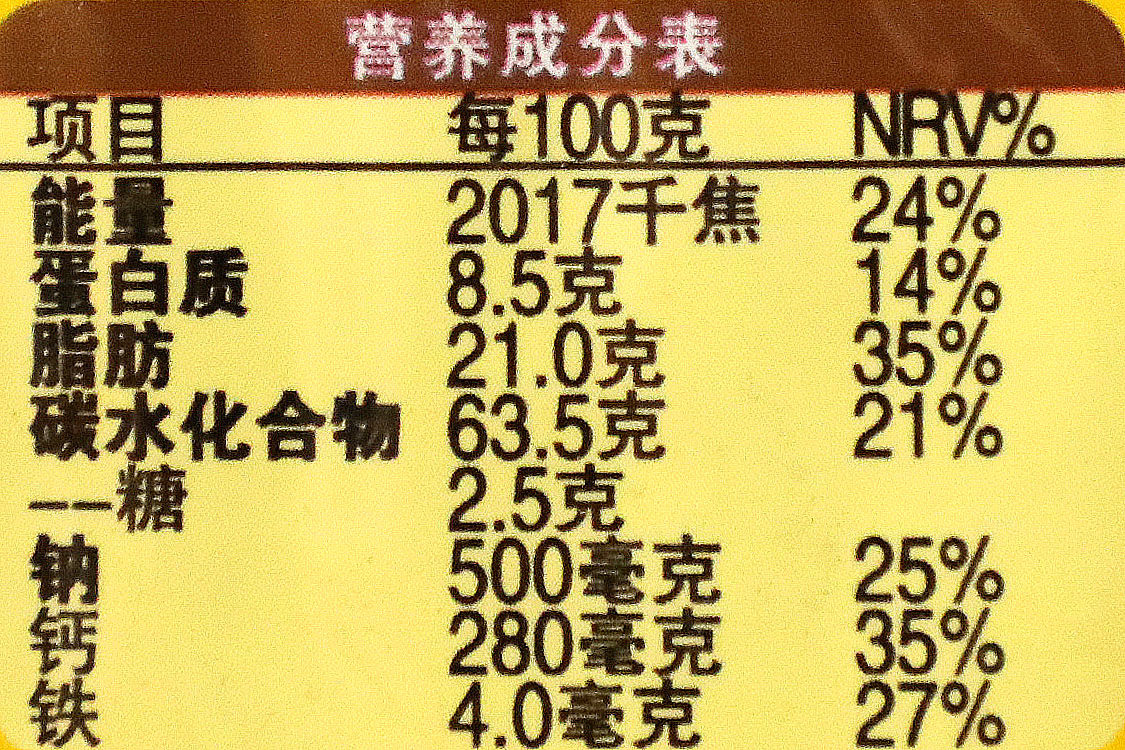 营养成分表
项目 每100克 NRV%
能量 2017千焦 24%
蛋白质 8.5克 14%
脂肪 21.0克 35%
碳水化合物 63.5克 21%
——糖 2.5克
钠 500毫克 25%
钙 280毫克 35%
铁 4.0毫克 27%